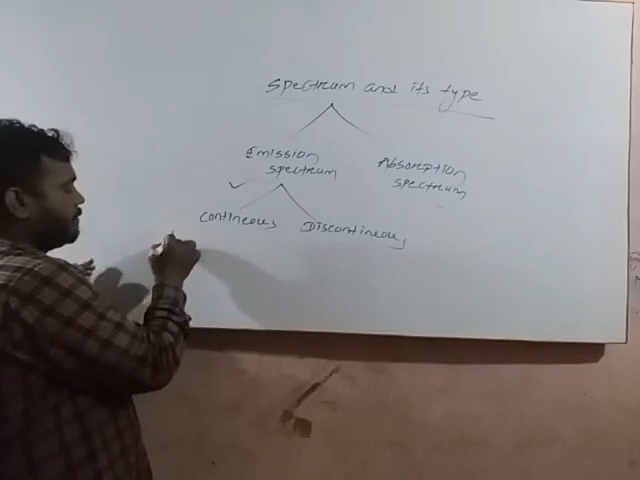 Spectrum and its type
Emission
spectrum
Absorption
spectrum
Continuous
Discontinuous